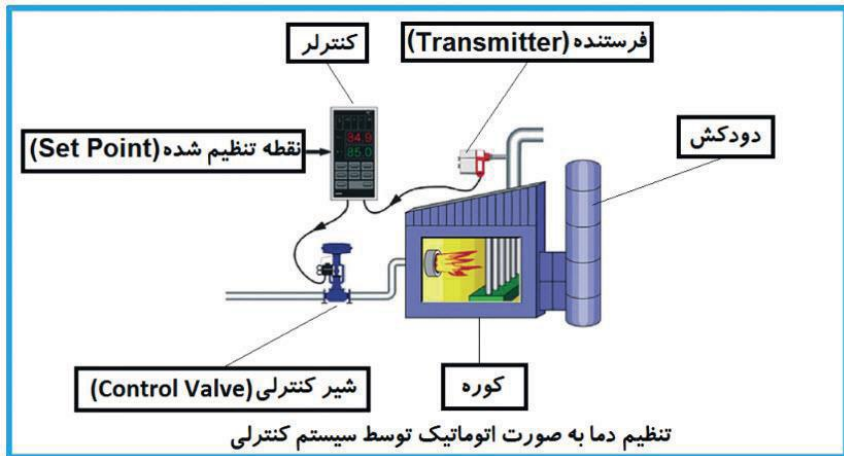 کنترلر
فرستنده (Transmitter)
نقطه تنظیم شده (Set Point)
84.9
85.0
دودکش
شیر کنترلی (Control Valve)
کوره
تنظیم دما به صورت اتوماتیک توسط سیستم کنترلی